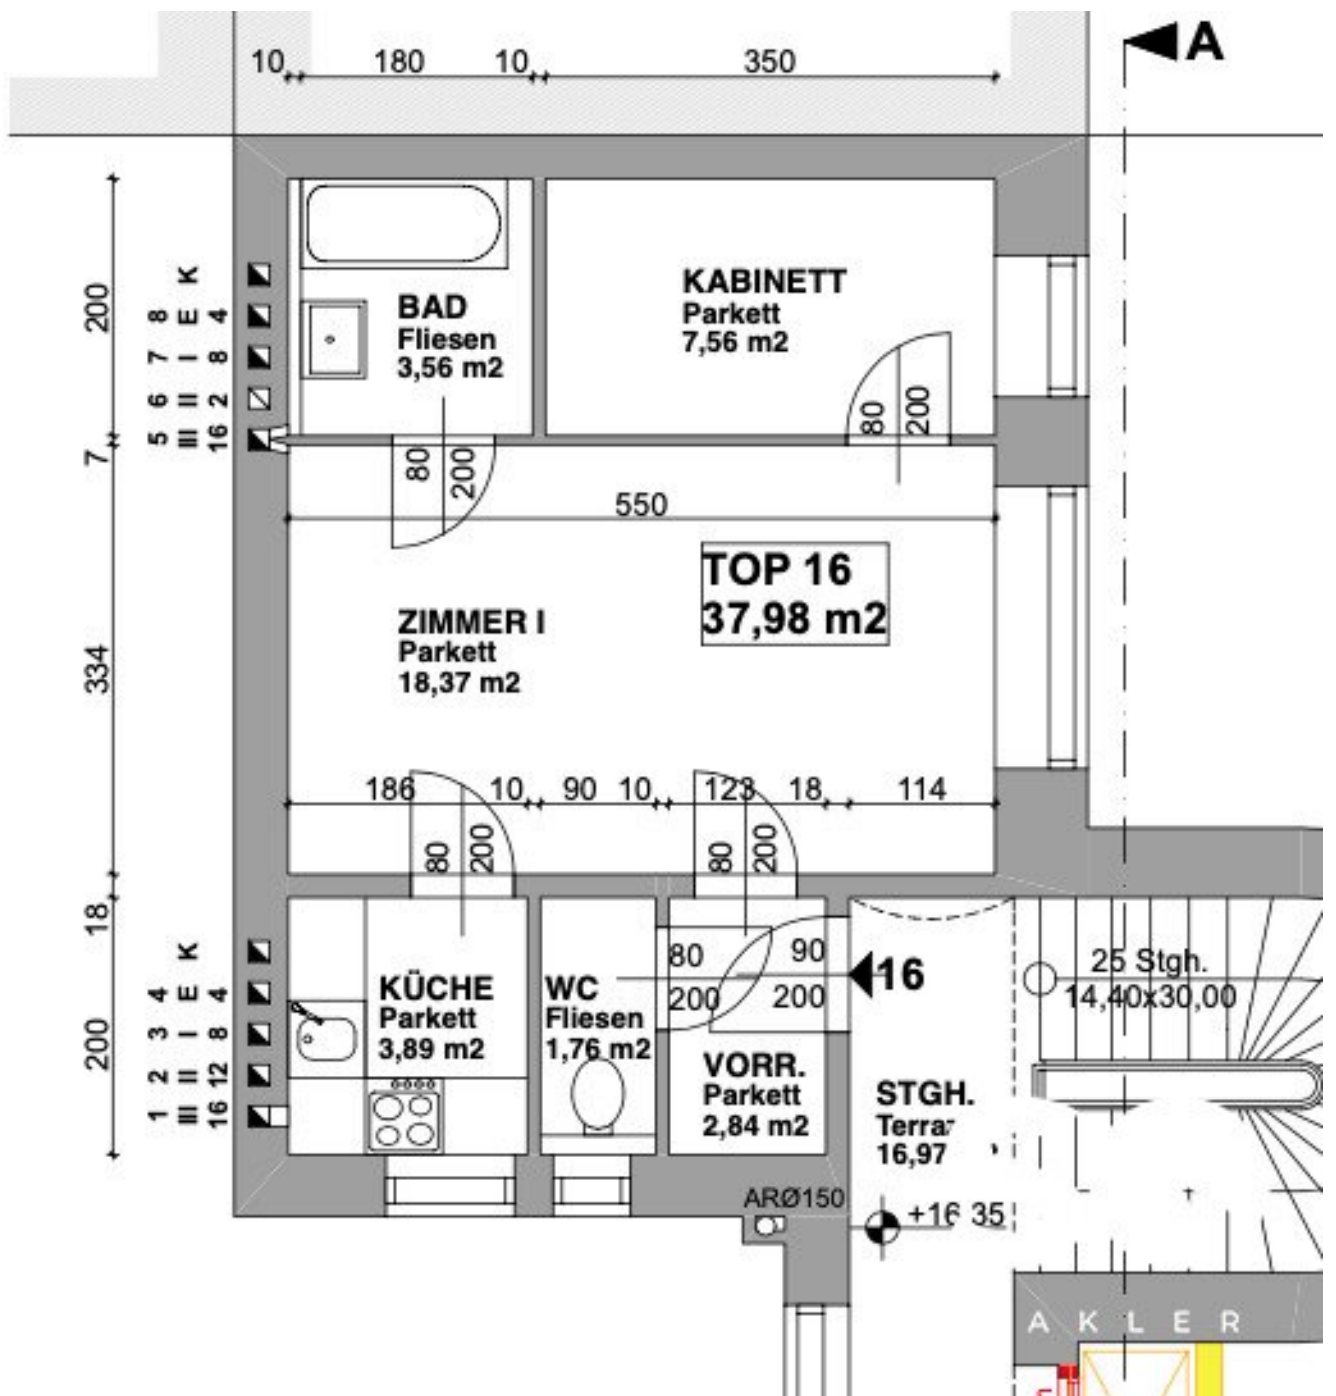 A
10 180 10 350
200
7
334
18
200
K
8 E 4
7 I 8
6 II 2
5 III 16
BAD
Fliesen
3,56 m2
KABINETT
Parkett
7,56 m2
80 200
80 200
550
TOP 16
37,98 m2
ZIMMER I
Parkett
18,37 m2
186 10 90 10 123 18 114
80 200
80 200
K
4 E 4
3 I 8
2 II 12
1 III 16
KÜCHE
Parkett
3,89 m2
WC
Fliesen
1,76 m2
80
200
90
200
16
VORR.
Parkett
2,84 m2
25 Stgh.
14,40x30,00
STGH.
16,97
ARØ150
+16 35
AKLER